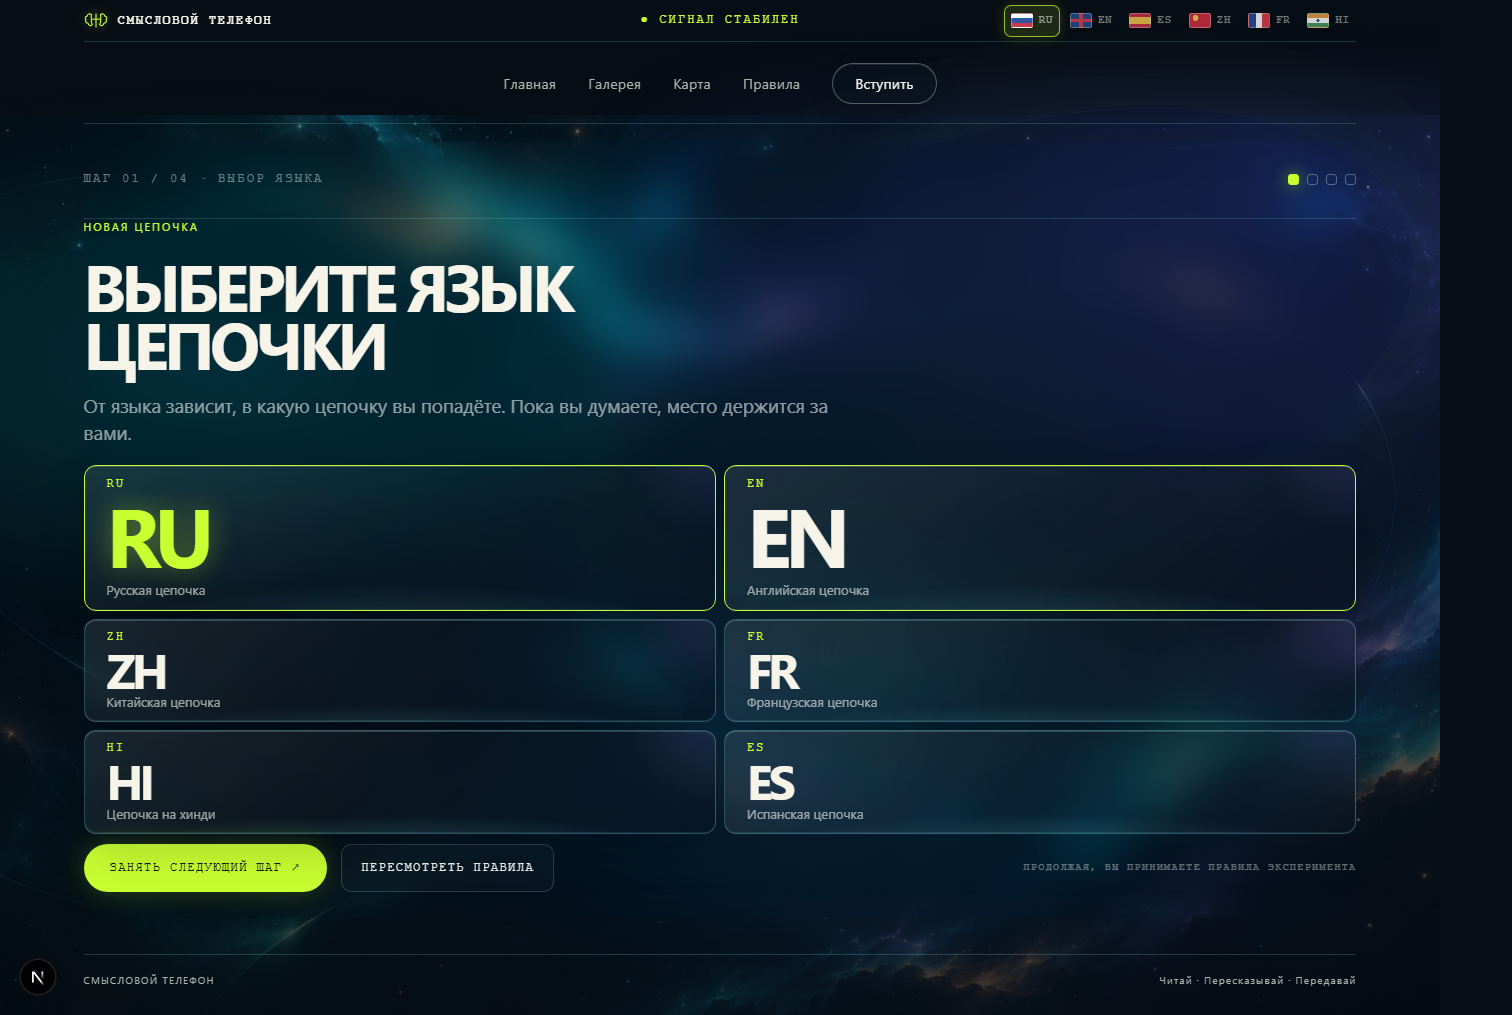 СМЫСЛОВОЙ ТЕЛЕФОН
СИГНАЛ СТАБИЛЕН
RU EN ES ZH FR HI
Главная Галерея Карта Правила Вступить
ШАГ 01 / 04 · ВЫБОР ЯЗЫКА
НОВАЯ ЦЕПОЧКА
ВЫБЕРИТЕ ЯЗЫК
ЦЕПОЧКИ
От языка зависит, в какую цепочку вы попадёте. Пока вы думаете, место держится за
вами.
RU
RU
Русская цепочка
EN
EN
Английская цепочка
ZH
ZH
Китайская цепочка
FR
FR
Французская цепочка
HI
HI
Цепочка на хинди
ES
ES
Испанская цепочка
ЗАНЯТЬ СЛЕДУЮЩИЙ ШАГ ↗
ПЕРЕСМОТРЕТЬ ПРАВИЛА
ПРОДОЛЖАЯ, ВЫ ПРИНИМАЕТЕ ПРАВИЛА ЭКСПЕРИМЕНТА
N
СМЫСЛОВОЙ ТЕЛЕФОН
Читай · Пересказывай · Передавай